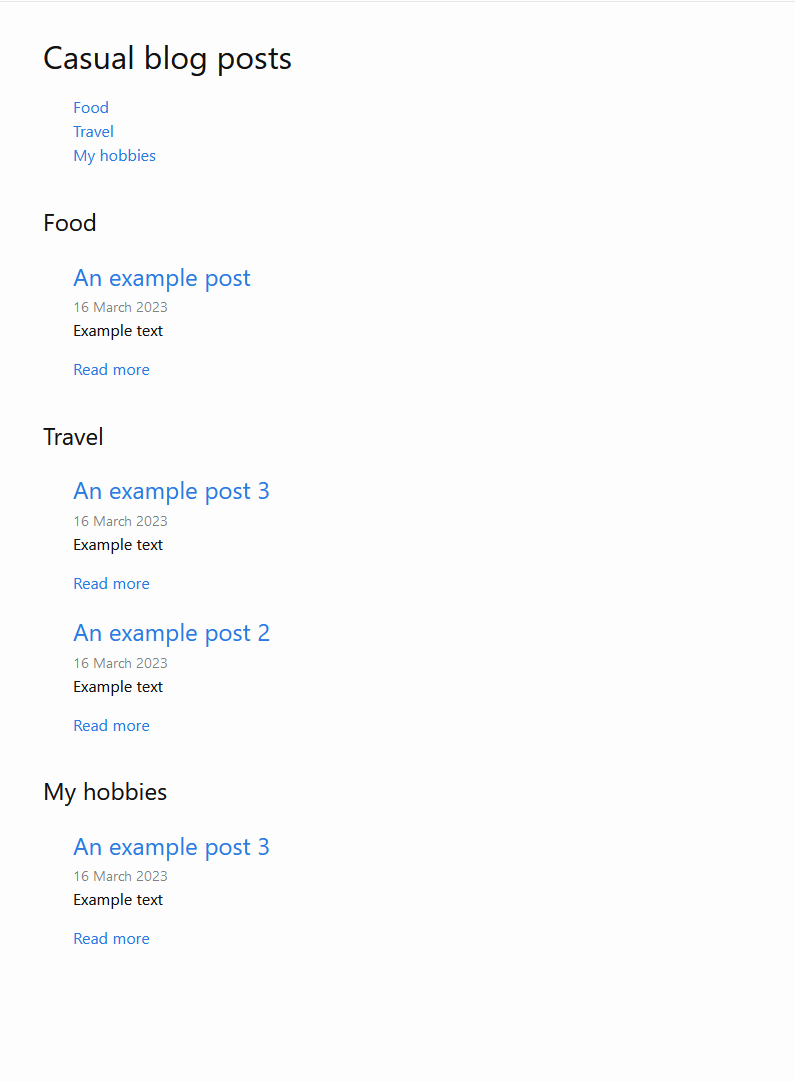 Casual blog posts
Food
Travel
My hobbies
Food
An example post
16 March 2023
Example text
Read more
Travel
An example post 3
16 March 2023
Example text
Read more
An example post 2
16 March 2023
Example text
Read more
My hobbies
An example post 3
16 March 2023
Example text
Read more